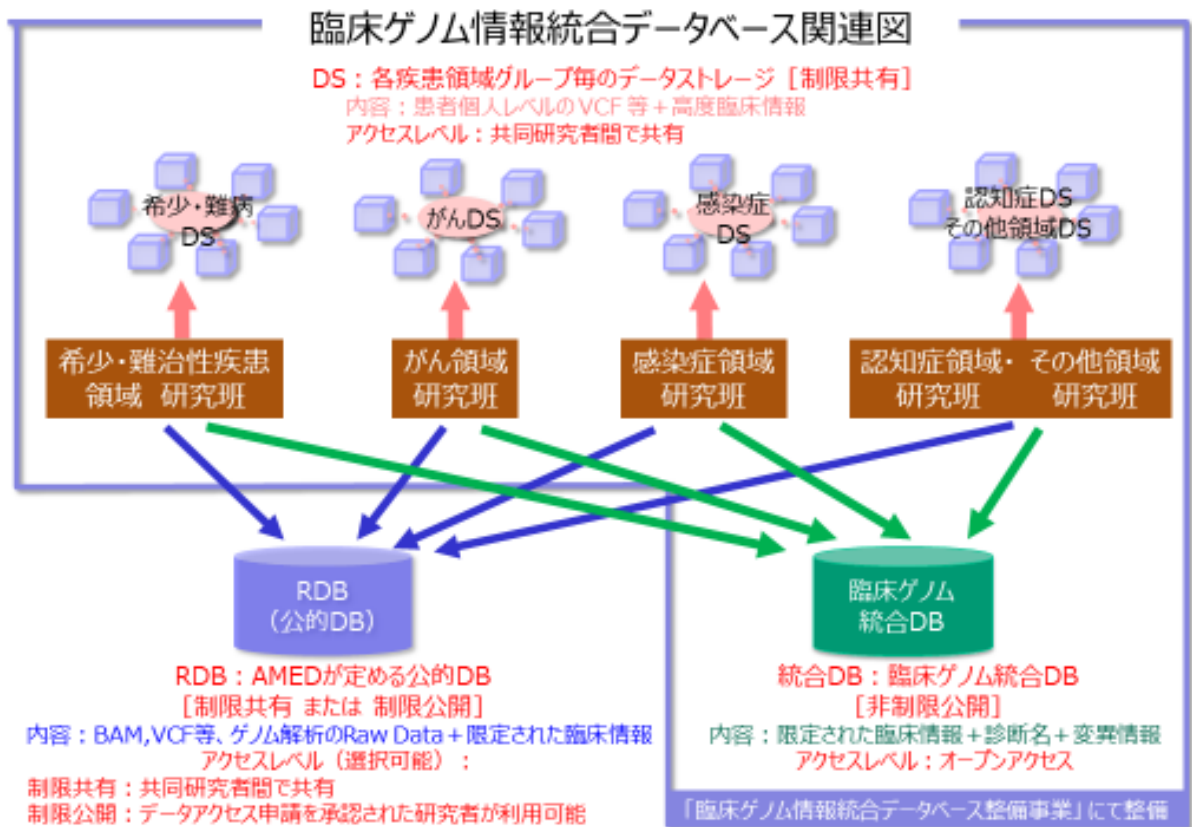 臨床ゲノム情報統合データベース関連図
DS：各疾患領域グループ毎のデータストレージ［制限共有］
内容：患者個人レベルのVCF 等＋高度臨床情報
アクセスレベル：共同研究者間で共有
希少・難病
DS
がんDS
感染症
DS
認知症DS
その他領域DS
希少・難治性疾患
領域 研究班
がん領域
研究班
感染症領域
研究班
認知症領域・ その他領域
研究班 研究班
RDB
（公的DB）
臨床ゲノム
統合DB
RDB：AMEDが定める公的DB
［制限共有 または 制限公開］
内容：BAM,VCF等、ゲノム解析のRaw Data＋限定された臨床情報
アクセスレベル（選択可能）：
制限共有：共同研究者間で共有
制限公開：データアクセス申請を承認された研究者が利用可能
統合DB：臨床ゲノム統合DB
［非制限公開］
内容：限定された臨床情報＋診断名＋変異情報
アクセスレベル：オープンアクセス
「臨床ゲノム情報統合データベース整備事業」にて整備